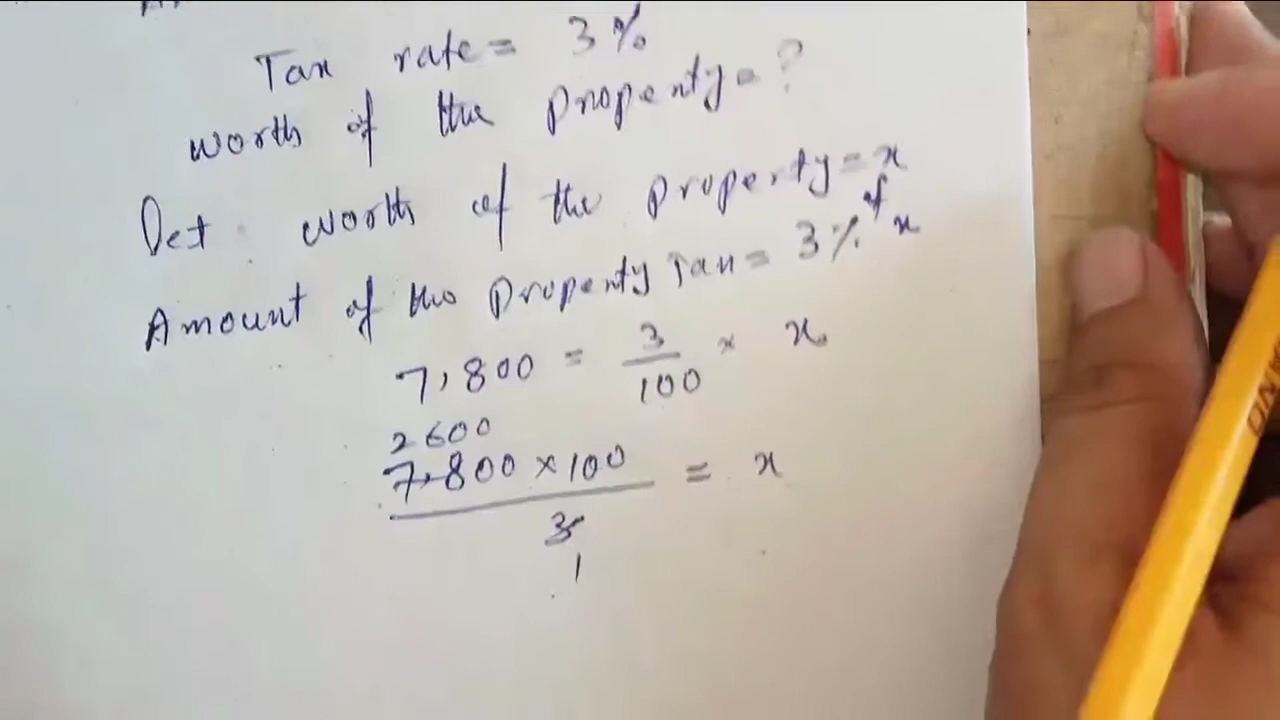 Tax rate = 3%
worth of the property = ?
Let worth of the property = x
Amount of the Property Tax = 3% of x
7,800 = 3/100 × x
2600
7,800 × 100 / 3 = x
1